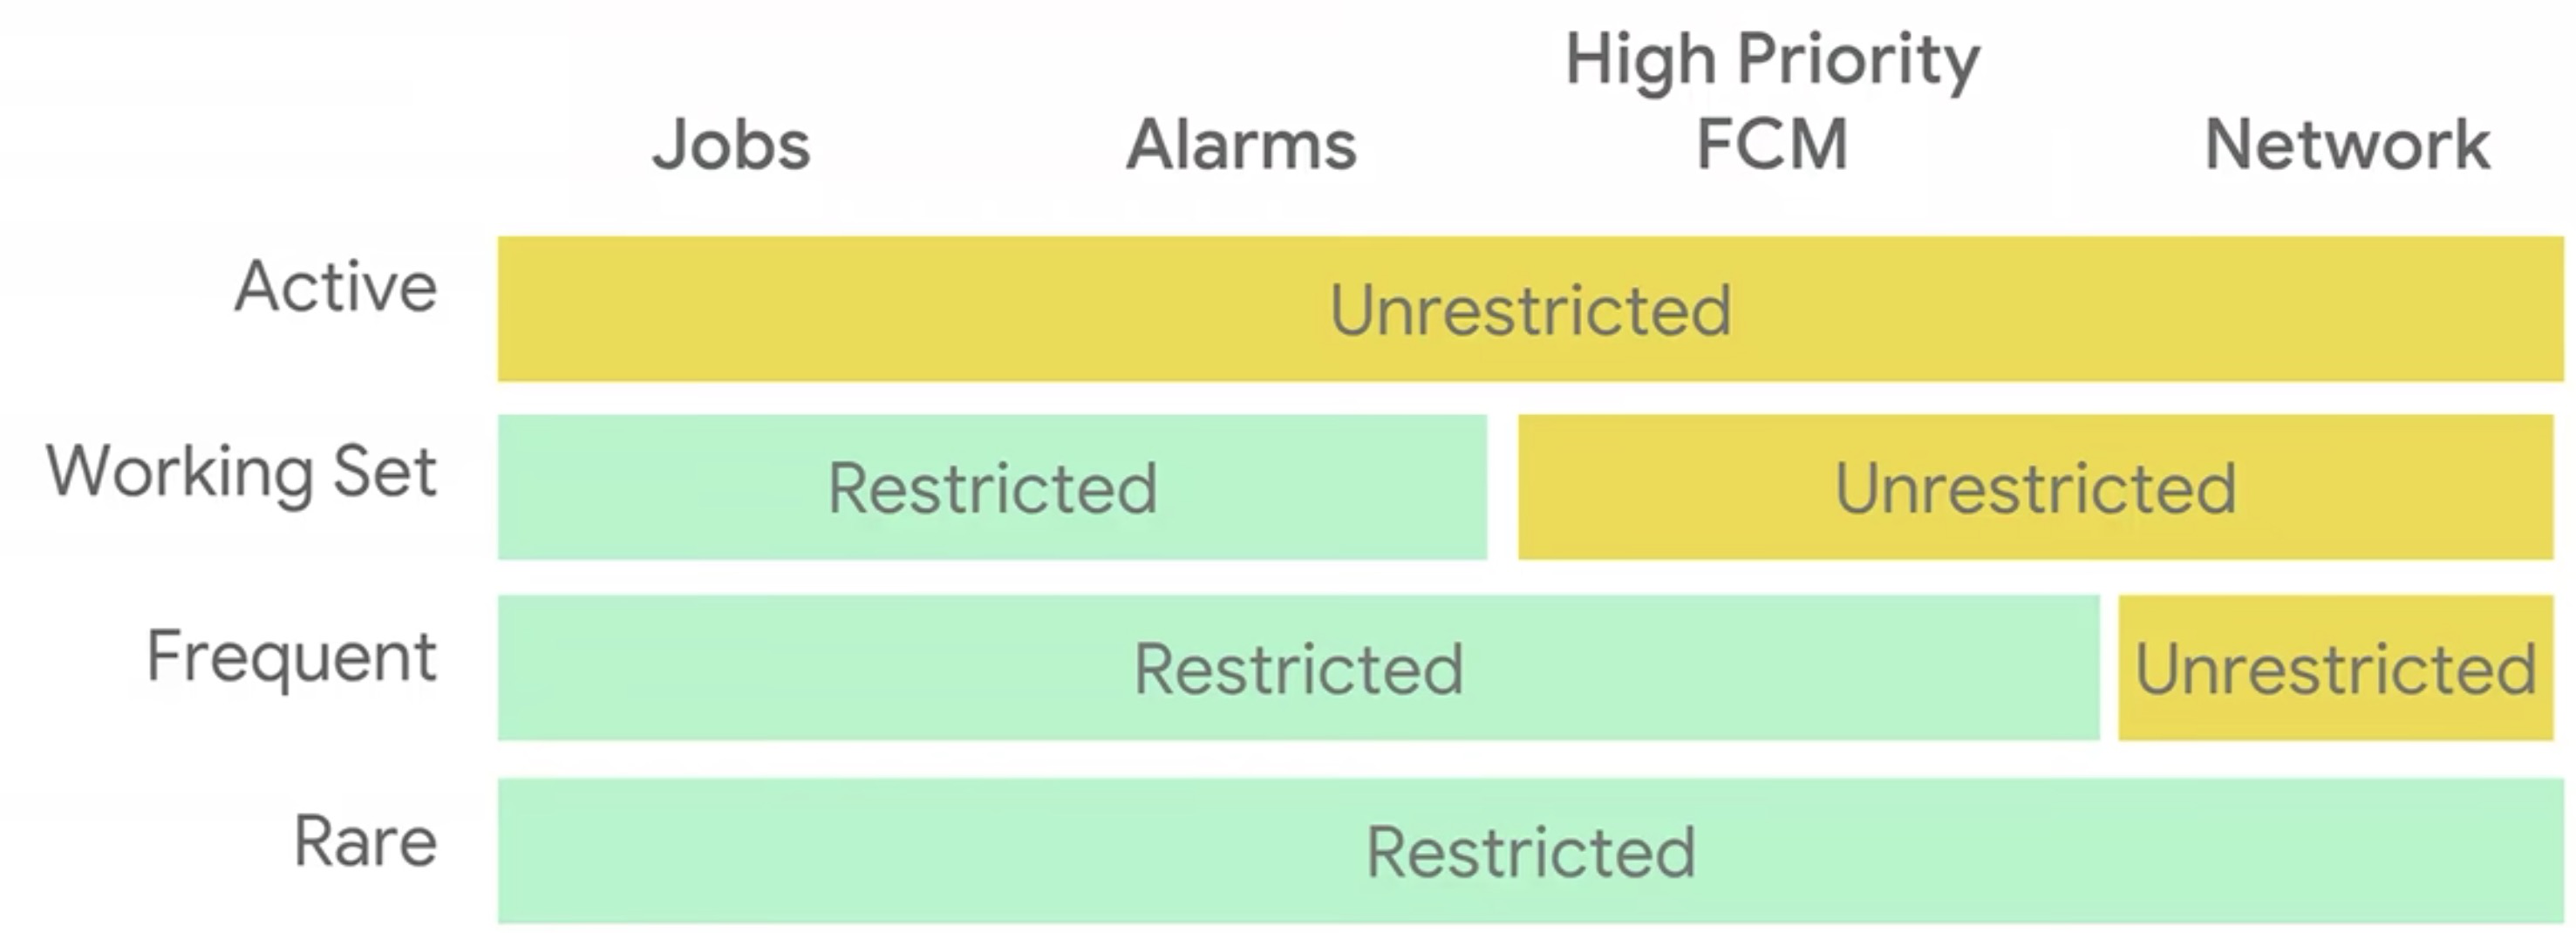 High Priority
Jobs Alarms FCM Network
Active Unrestricted
Working Set Restricted Unrestricted
Frequent Restricted Unrestricted
Rare Restricted